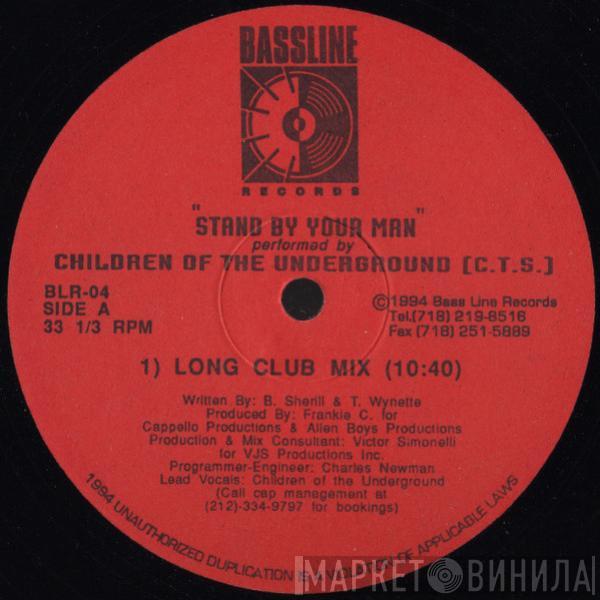 BASSLINE
RECORDS
"STAND BY YOUR MAN"
performed by
CHILDREN OF THE UNDERGROUND [C.T.S.]
BLR-04
SIDE A
33 1/3 RPM
©1994 Bass Line Records
Tel.(718) 219-8516
Fax (718) 251-5889
1) LONG CLUB MIX (10:40)
Written By: B. Sherill & T. Wynette
Produced By: Frankie C. for
Cappello Productions & Allen Boys Productions
Production & Mix Consultant: Victor Simonelli
for VJS Productions Inc.
Programmer-Engineer: Charles Newman
Lead Vocals: Children of the Underground
(Call cap management at
(212)-334-9797 for bookings)
1994 UNAUTHORIZED DUPLICATION IS A VIOLATION OF APPLICABLE LAWS
МАРКЕТ ВИНИЛА